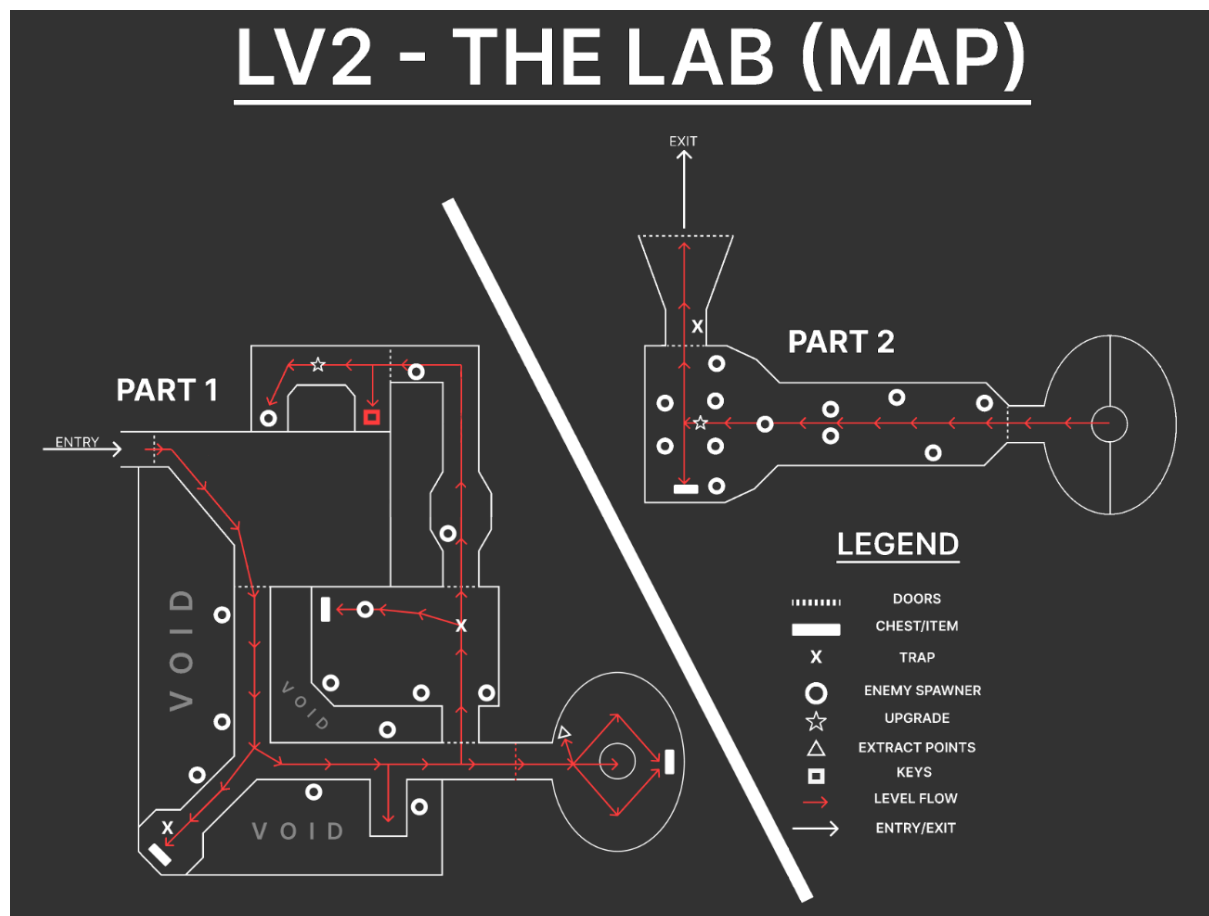 LV2 - THE LAB (MAP)
EXIT
PART 2
PART 1
ENTRY
X
X
X
VOID
VOID
VOID
LEGEND
DOORS
CHEST/ITEM
X TRAP
ENEMY SPAWNER
UPGRADE
EXTRACT POINTS
KEYS
LEVEL FLOW
ENTRY/EXIT